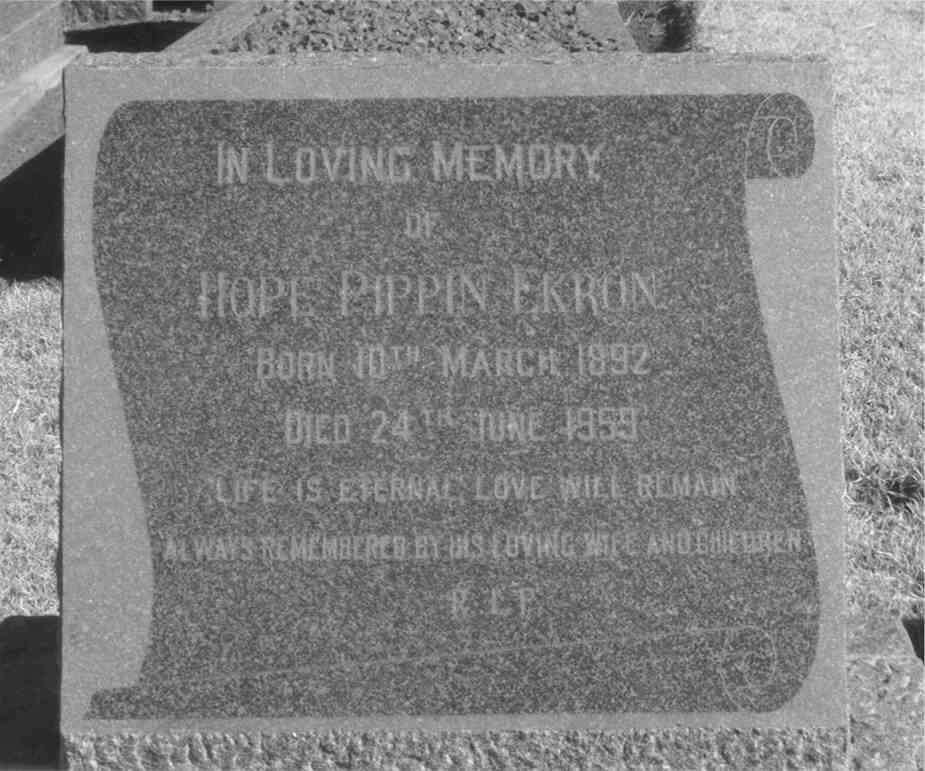 IN LOVING MEMORY
OF
HOPE PIPPIN EKRON.
BORN 10TH MARCH 1892
DIED 24TH JUNE 1959
"LIFE IS ETERNAL, LOVE WILL REMAIN"
ALWAYS REMEMBERED BY HIS LOVING WIFE AND CHILDREN
R.I.P.